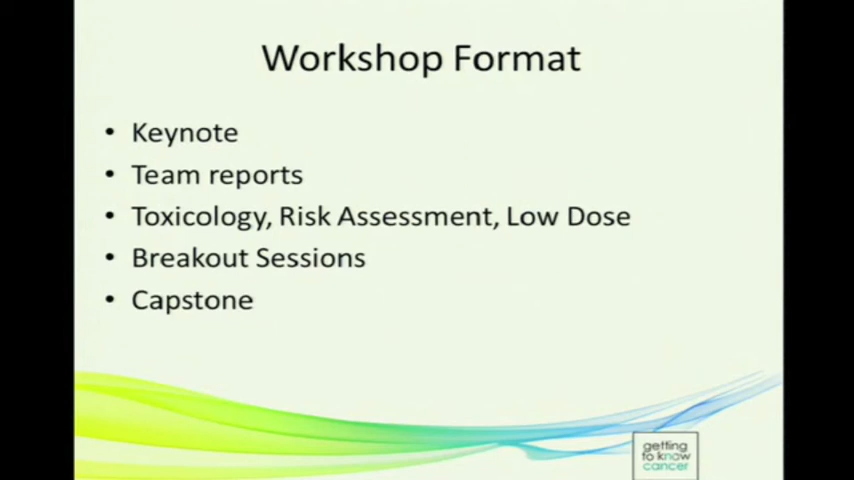 Workshop Format
• Keynote
• Team reports
• Toxicology, Risk Assessment, Low Dose
• Breakout Sessions
• Capstone
getting
to know
cancer